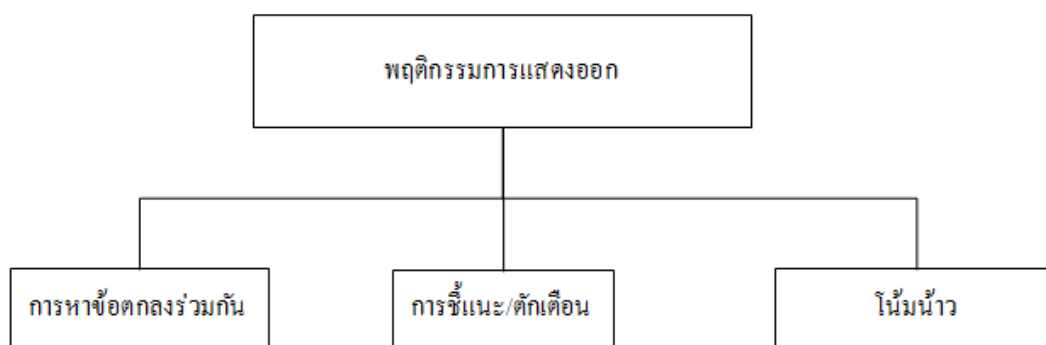 พฤติกรรมการแสดงออก
การหาข้อตกลงร่วมกัน
การชี้แนะ/ตักเตือน
โน้มน้าว